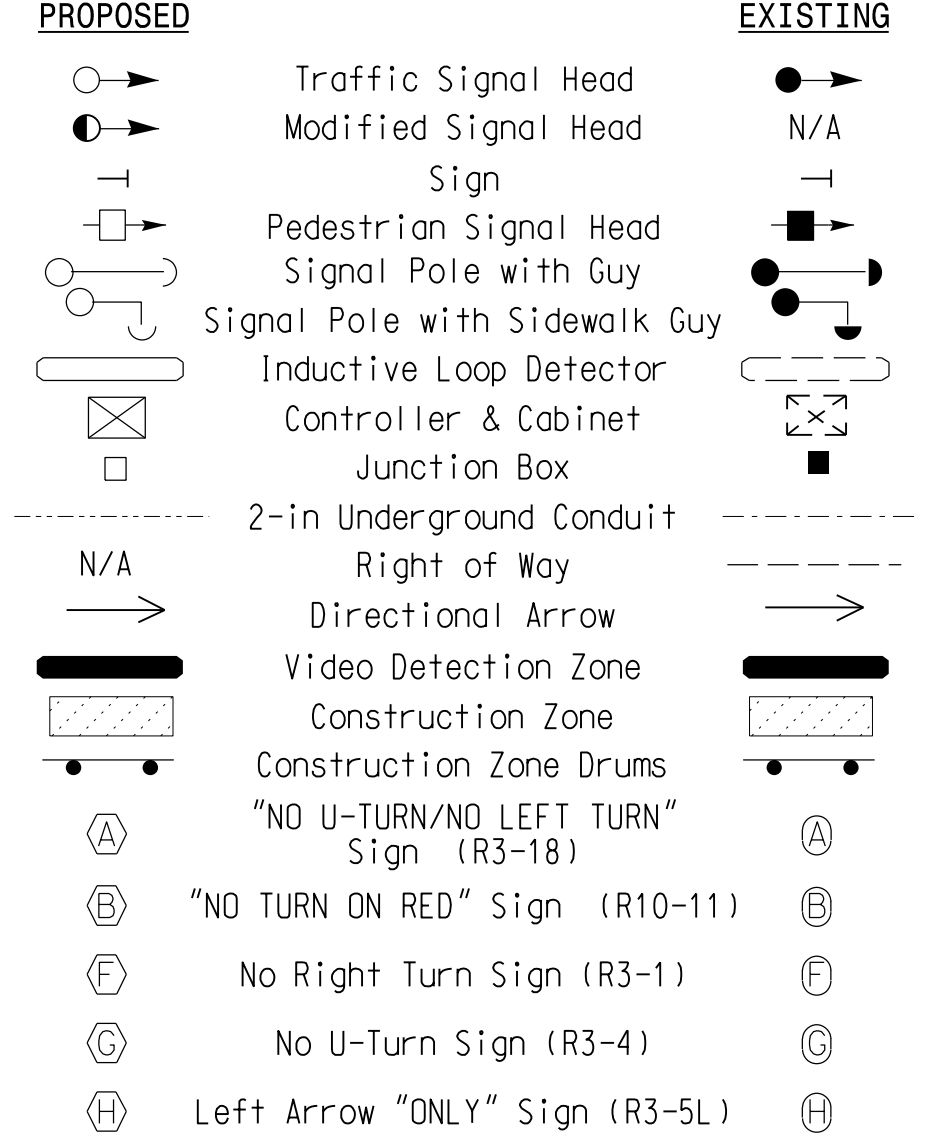 PROPOSED EXISTING
Traffic Signal Head
Modified Signal Head N/A
Sign
Pedestrian Signal Head
Signal Pole with Guy
Signal Pole with Sidewalk Guy
Inductive Loop Detector
Controller & Cabinet
Junction Box
2-in Underground Conduit
N/A Right of Way
Directional Arrow
Video Detection Zone
Construction Zone
Construction Zone Drums
"NO U-TURN/NO LEFT TURN"
A Sign (R3-18) A
B "NO TURN ON RED" Sign (R10-11) B
F No Right Turn Sign (R3-1) F
G No U-Turn Sign (R3-4) G
H Left Arrow "ONLY" Sign (R3-5L) H